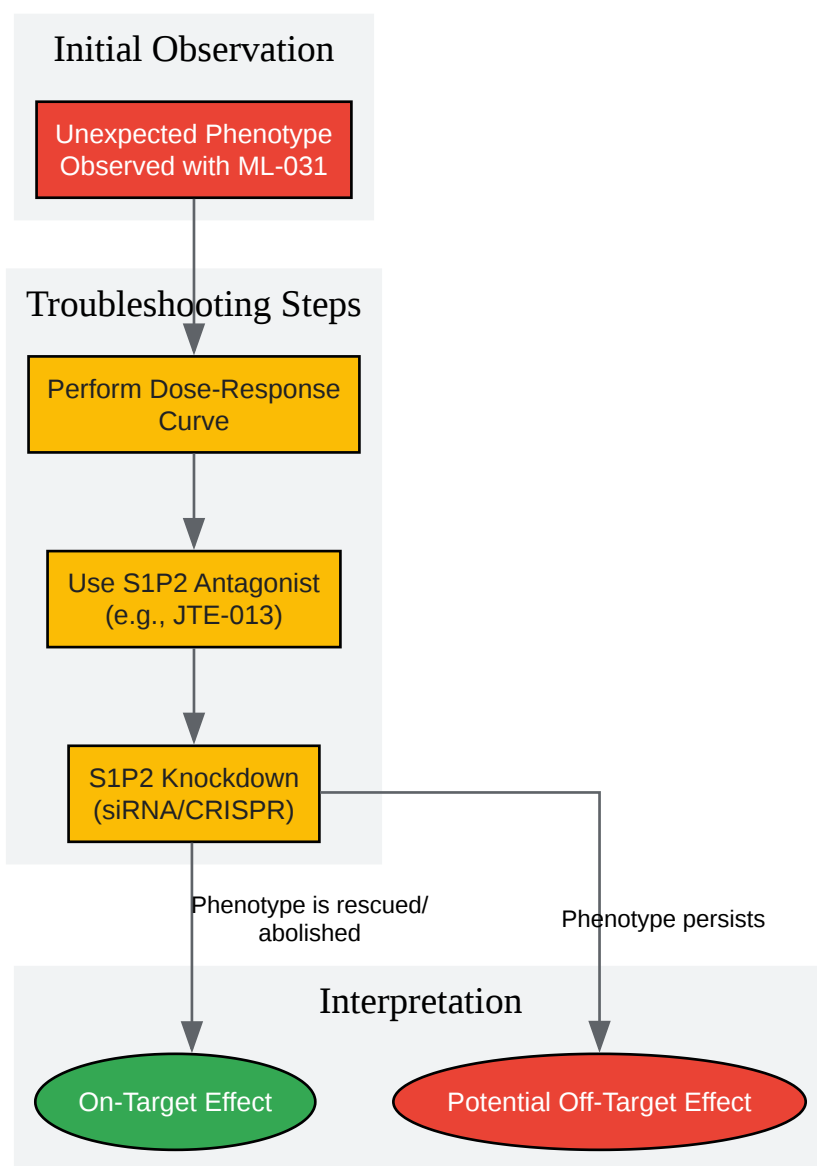 Initial Observation
Unexpected Phenotype
Observed with ML-031
Troubleshooting Steps
Perform Dose-Response
Curve
Use S1P2 Antagonist
(e.g., JTE-013)
S1P2 Knockdown
(siRNA/CRISPR)
Phenotype is rescued/
abolished
Phenotype persists
Interpretation
On-Target Effect
Potential Off-Target Effect